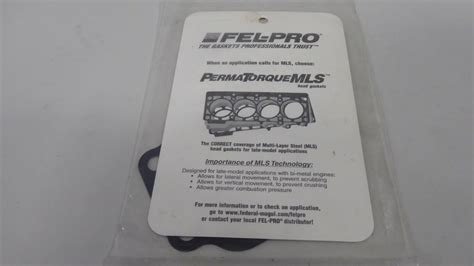 FEL-PRO
THE GASKETS PROFESSIONALS TRUST™
When an application calls for MLS, choose:
PERMATORQUEMLS™
head gaskets
The CORRECT coverage of Multi-Layer Steel (MLS)
head gaskets for late-model applications
Importance of MLS Technology:
Designed for late-model applications with bi-metal engines:
• Allows for lateral movement, to prevent scrubbing
• Allows for vertical movement, to prevent crushing
• Allows greater combustion pressure
For more information or to check an application,
go to www.federal-mogul.com/felpro
or contact your local FEL-PRO® distributor!